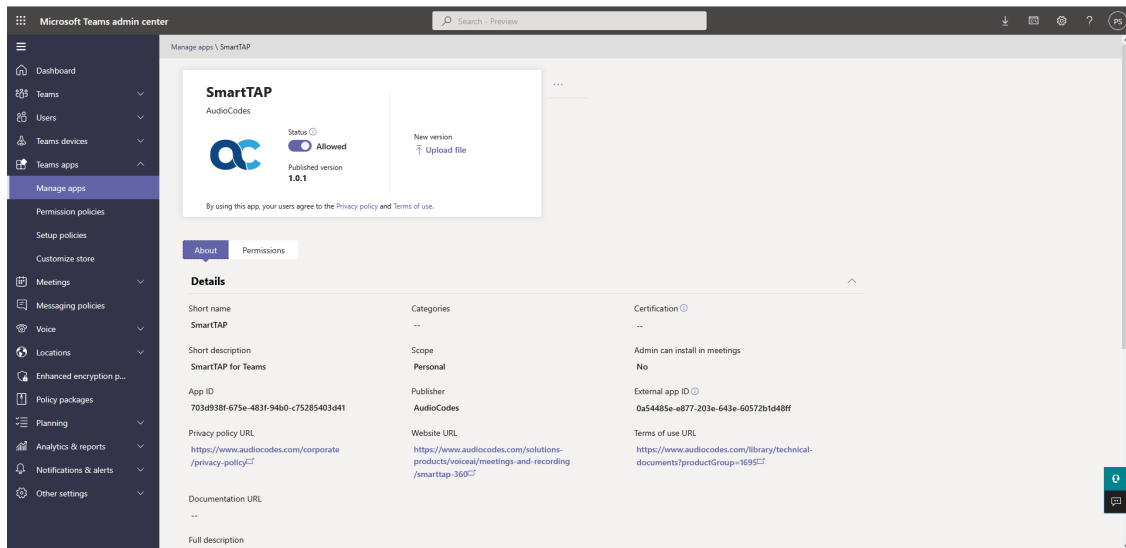 Microsoft Teams admin center
Search - Preview
?
PS
Manage apps \ SmartTAP
Dashboard
Teams
Users
Teams devices
Teams apps
Manage apps
Permission policies
Setup policies
Customize store
Meetings
Messaging policies
Voice
Locations
Enhanced encryption p...
Policy packages
Planning
Analytics & reports
Notifications & alerts
Other settings
SmartTAP
AudioCodes
...
Status
Allowed
Published version
1.0.1
New version
Upload file
By using this app, your users agree to the Privacy policy and Terms of use.
About Permissions
Details
Short name Categories Certification
SmartTAP -- --
Short description Scope Admin can install in meetings
SmartTAP for Teams Personal No
App ID Publisher External app ID
703d938f-675e-483f-94b0-c75285403d41 AudioCodes 0a54485e-e877-203e-643e-60572b1d48ff
Privacy policy URL Website URL Terms of use URL
https://www.audiocodes.com/corporate https://www.audiocodes.com/solutions- https://www.audiocodes.com/library/technical-
/privacy-policy products/voiceai/meetings-and-recording documents?productGroup=1695
/smarttap-360
Documentation URL
--
Full description